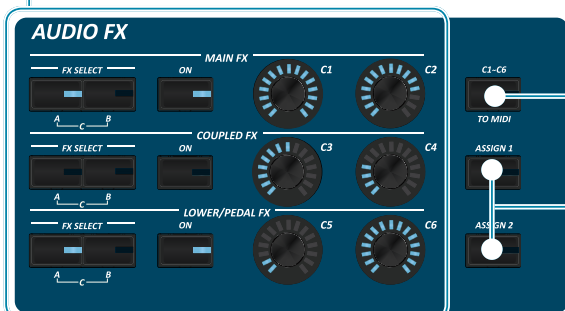 AUDIO FX
MAIN FX
FX SELECT ON C1 C2 C1~C6
A B
C
TO MIDI
COUPLED FX
FX SELECT ON C3 C4 ASSIGN 1
A B
C
LOWER/PEDAL FX
FX SELECT ON C5 C6 ASSIGN 2
A B
C